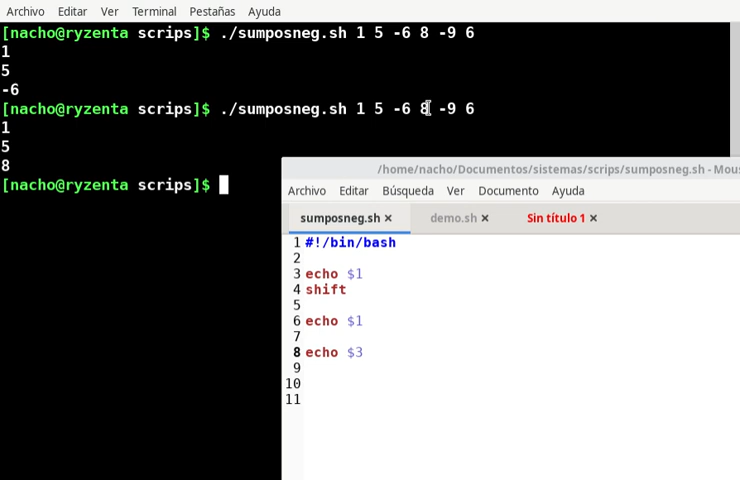 Archivo Editar Ver Terminal Pestañas Ayuda
[nacho@ryzenta scrips]$ ./sumposneg.sh 1 5 -6 8 -9 6
1
5
-6
[nacho@ryzenta scrips]$ ./sumposneg.sh 1 5 -6 8 -9 6
1
5
8
[nacho@ryzenta scrips]$
/home/nacho/Documentos/sistemas/scrips/sumposneg.sh - Mous
Archivo Editar Búsqueda Ver Documento Ayuda
sumposneg.sh × demo.sh × Sin título 1 ×
1 #!/bin/bash
2
3 echo $1
4 shift
5
6 echo $1
7
8 echo $3
9
10
11